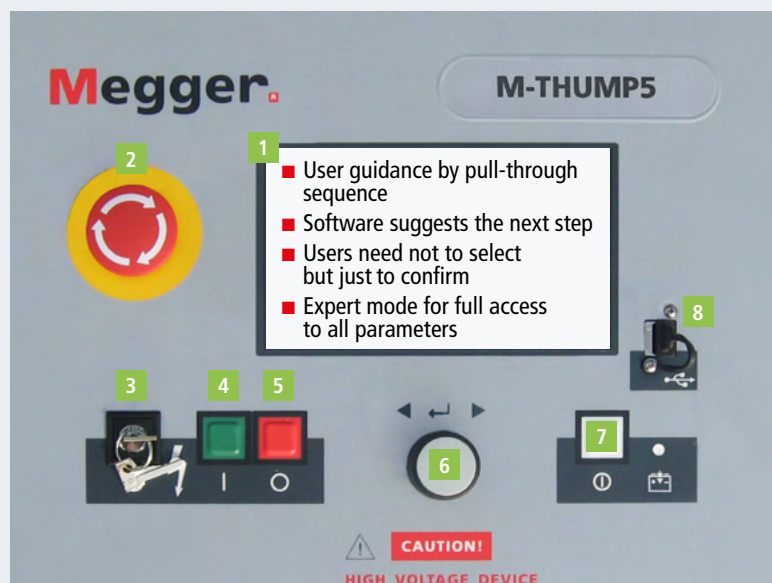 Megger.
M-THUMP5
1
2
■ User guidance by pull-through
sequence
■ Software suggests the next step
■ Users need not to select
but just to confirm
■ Expert mode for full access
to all parameters
8
3
4
5
6
7
I
O
CAUTION!
HIGH VOLTAGE DEVICE